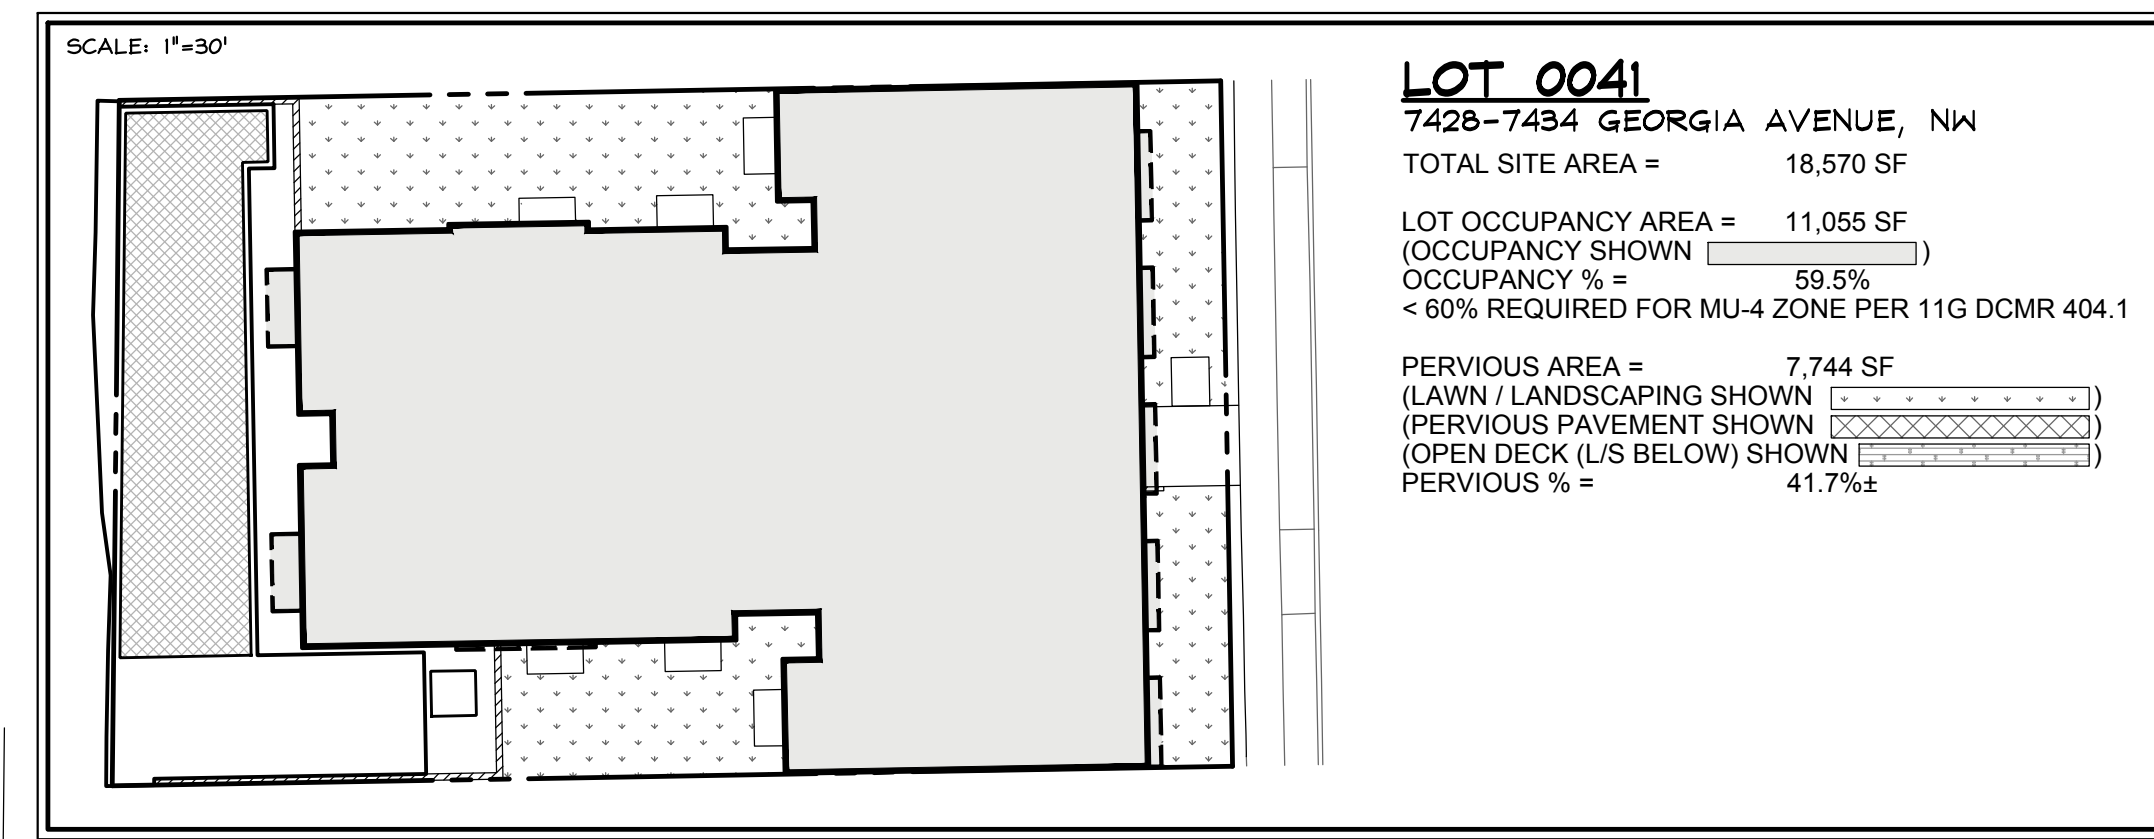 SCALE: 1"=30'
LOT 0041
7428-7434 GEORGIA AVENUE, NW
TOTAL SITE AREA = 18,570 SF
LOT OCCUPANCY AREA = 11,055 SF
(OCCUPANCY SHOWN )
OCCUPANCY % = 59.5%
< 60% REQUIRED FOR MU-4 ZONE PER 11G DCMR 404.1
PERVIOUS AREA = 7,744 SF
(LAWN / LANDSCAPING SHOWN )
(PERVIOUS PAVEMENT SHOWN )
(OPEN DECK (L/S BELOW) SHOWN )
PERVIOUS % = 41.7%±